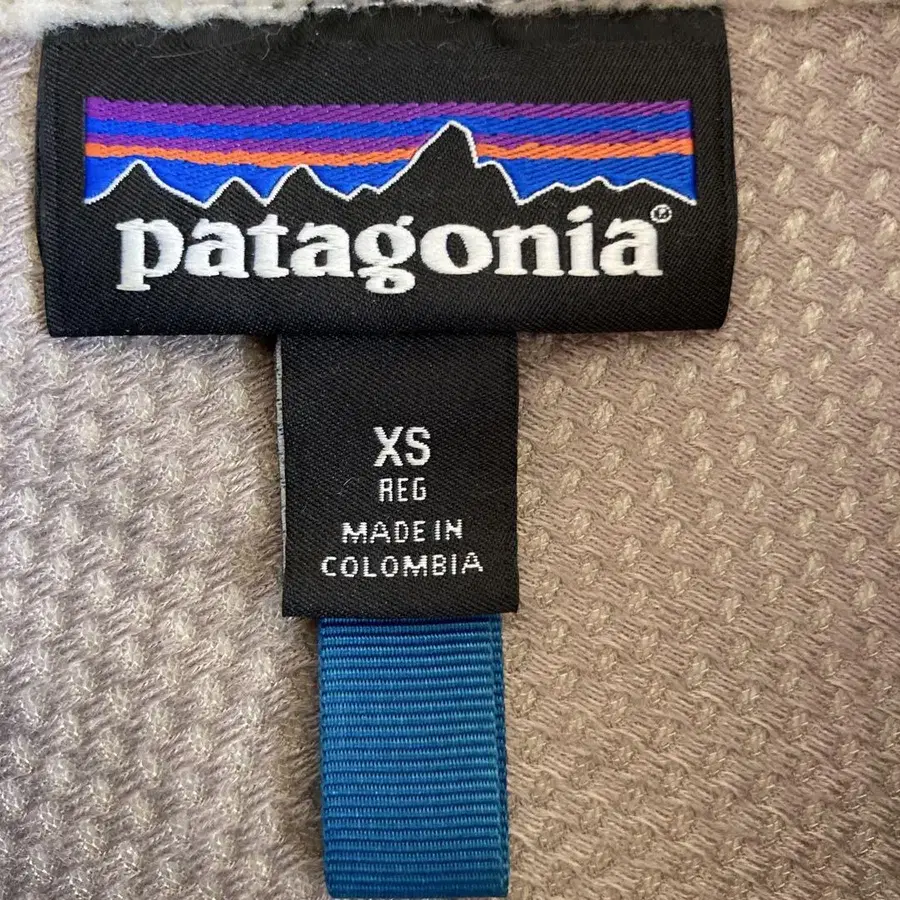 patagonia®
XS
REG
MADE IN
COLOMBIA